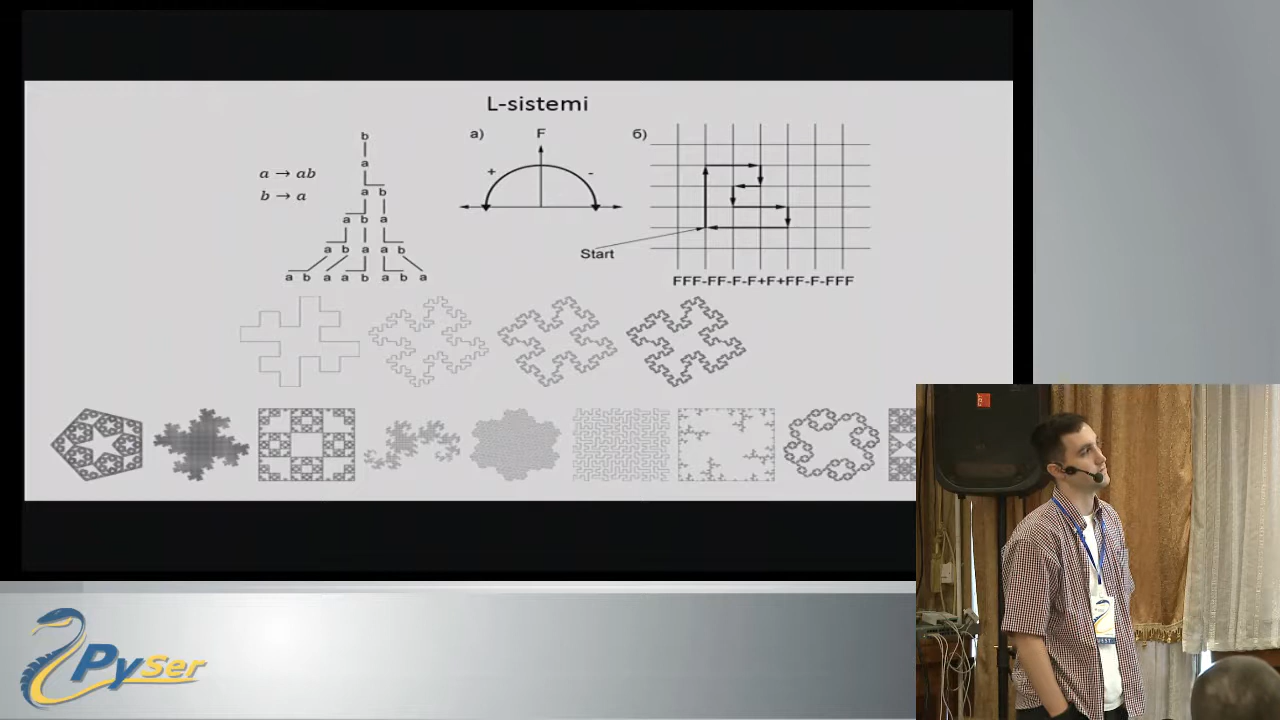 L-sistemi
a → ab
b → a
b
a
a b
a b a
a b a a b
a b a a b a b a
а)
F
+
-
б)
Start
FFF-FF-F-F+F+FF-F-FFF
PySer